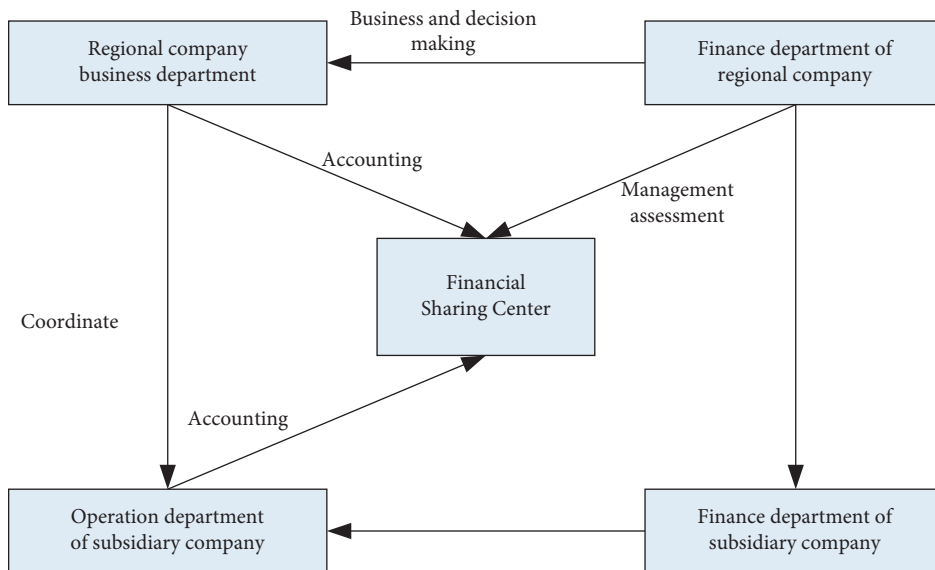 Regional company
business department
Business and decision
making
Finance department of
regional company
Accounting
Management
assessment
Financial
Sharing Center
Coordinate
Accounting
Operation department
of subsidiary company
Finance department of
subsidiary company